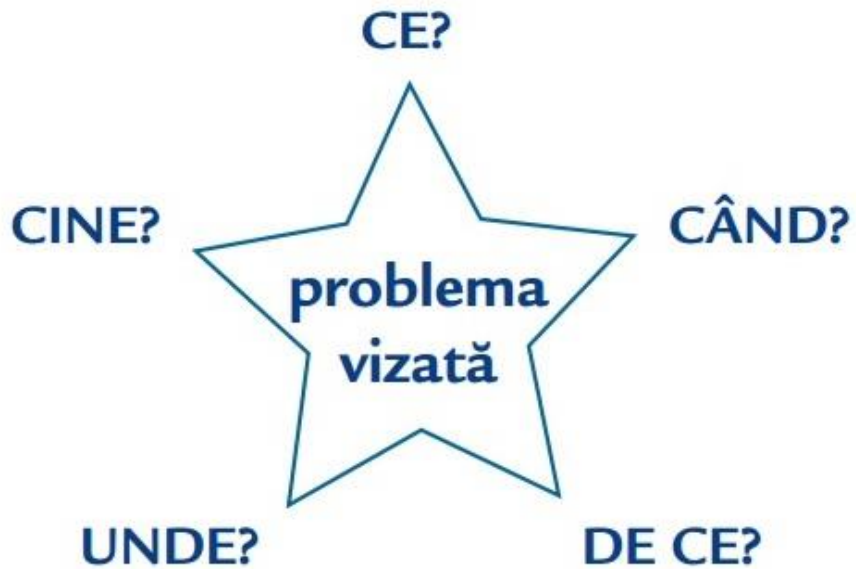 CE?
CINE?
CÂND?
problema
vizată
UNDE?
DE CE?